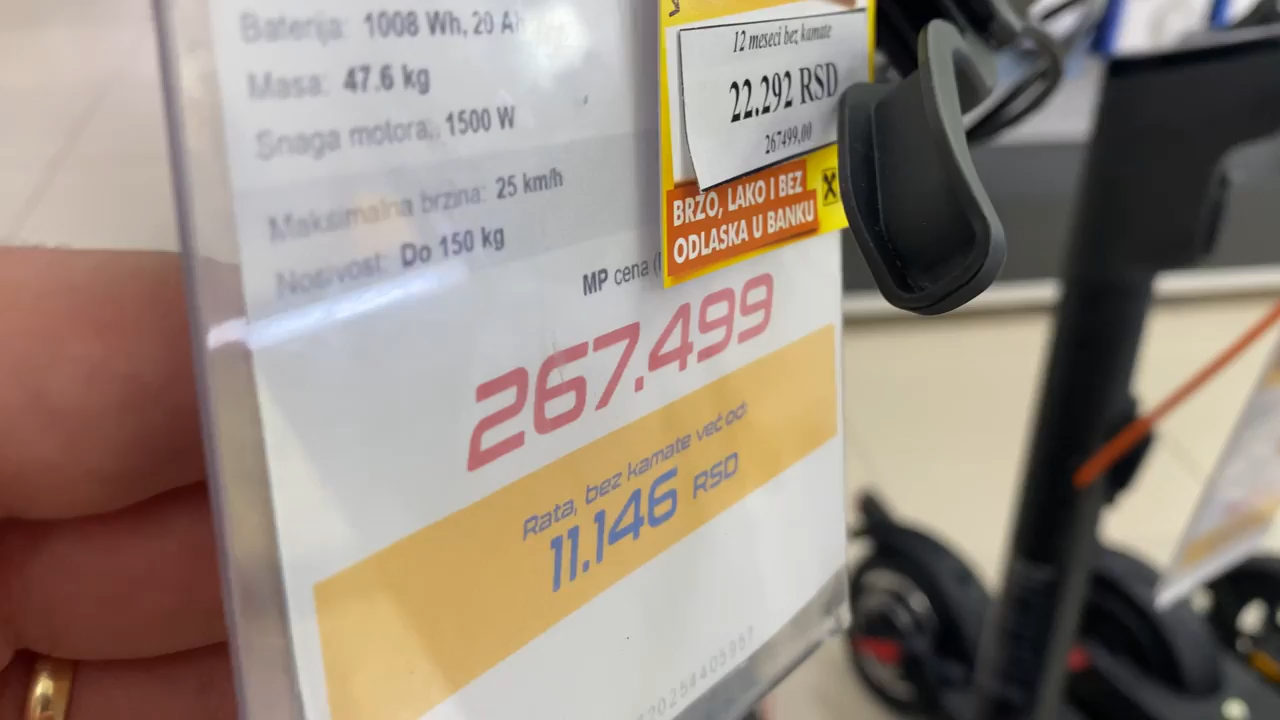 Baterija: 1008 Wh, 20 Ah
Masa: 47.6 kg
Snaga motora: 1500 W
Maksimalna brzina: 25 km/h
Nosivost: Do 150 kg
12 meseci bez kamate
22.292 RSD
267499,00
BRZO, LAKO I BEZ
ODLASKA U BANKU
MP cena
267.499
Rata, bez kamate već od:
11.146 RSD